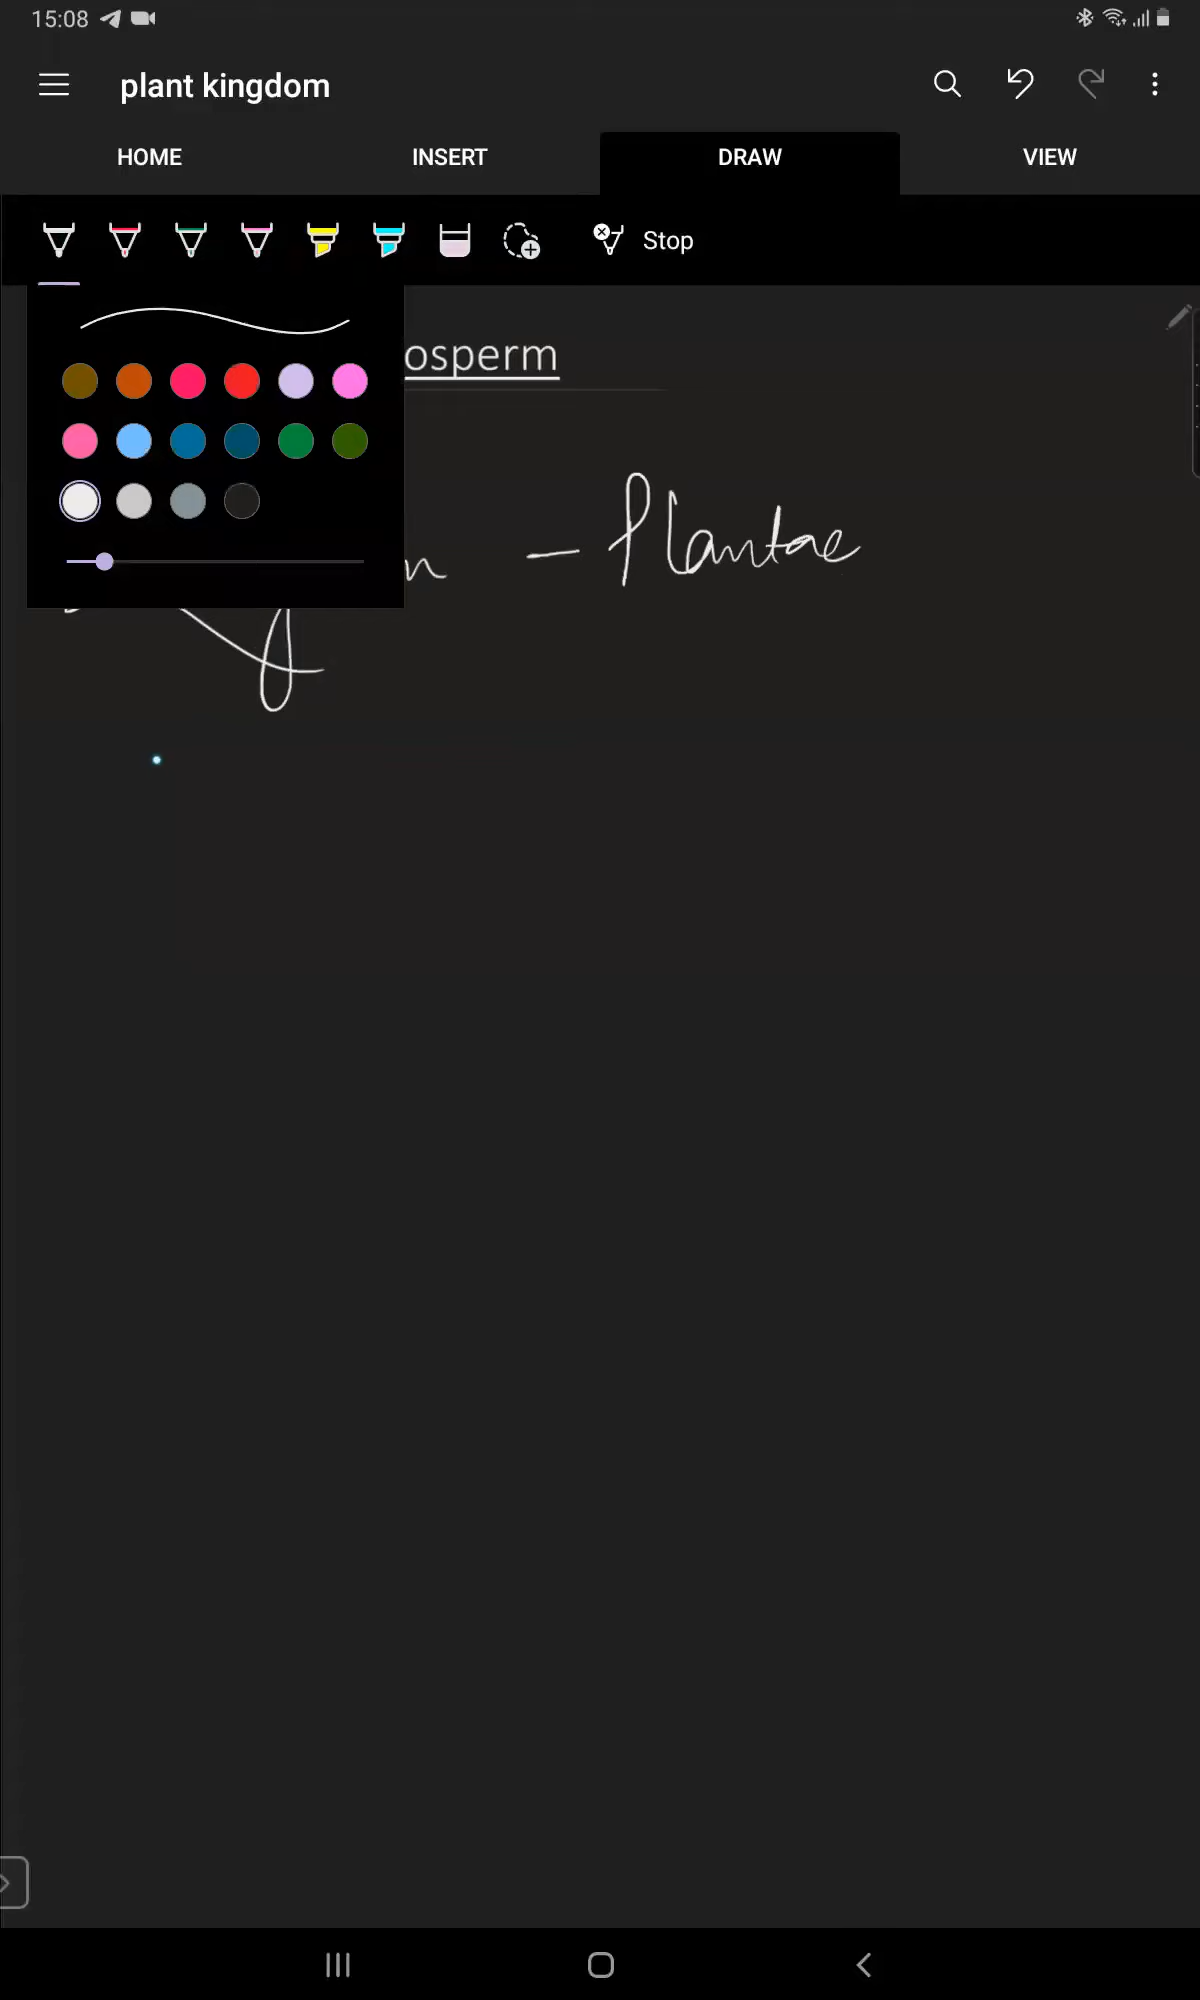 15:08
plant kingdom
HOME INSERT DRAW VIEW
Stop
osperm
n – Plantae